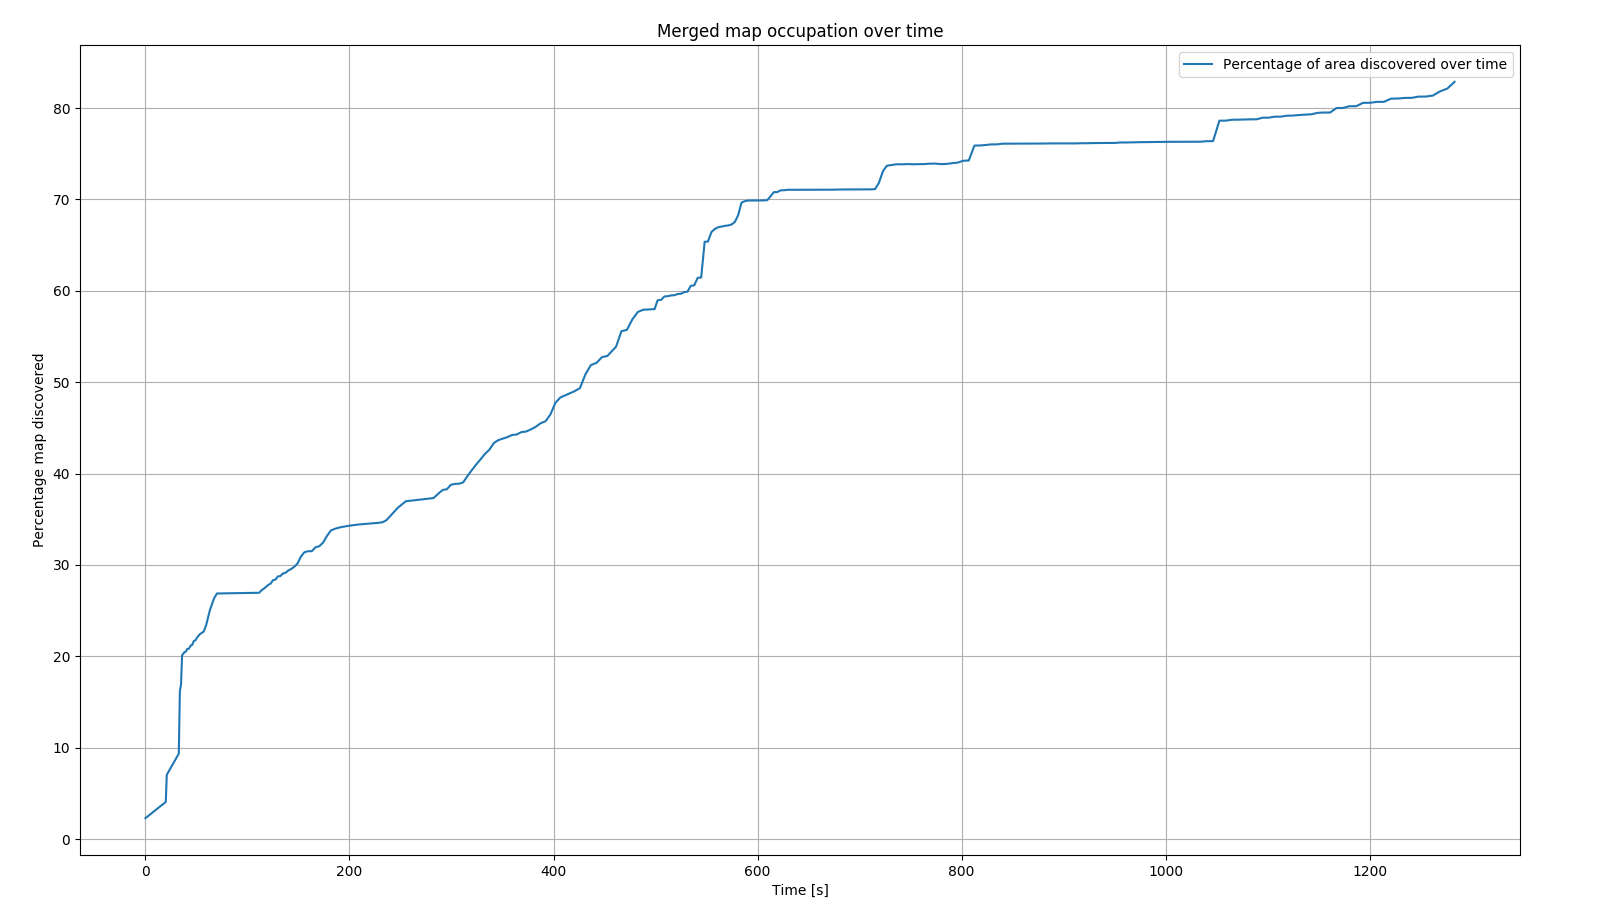 Merged map occupation over time
Percentage of area discovered over time
Percentage map discovered
80
70
60
50
40
30
20
10
0
0 200 400 600 800 1000 1200
Time [s]